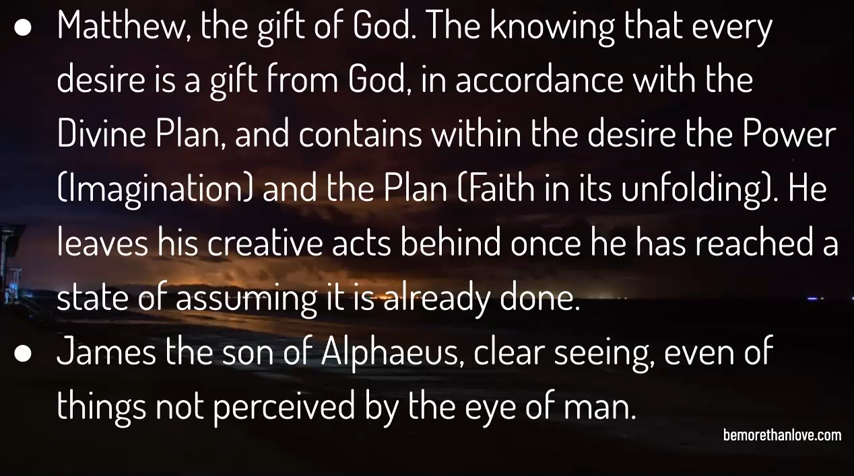 ● Matthew, the gift of God. The knowing that every
desire is a gift from God, in accordance with the
Divine Plan, and contains within the desire the Power
(Imagination) and the Plan (Faith in its unfolding). He
leaves his creative acts behind once he has reached a
state of assuming it is already done.
● James the son of Alphaeus, clear seeing, even of
things not perceived by the eye of man.
bemorethanlove.com